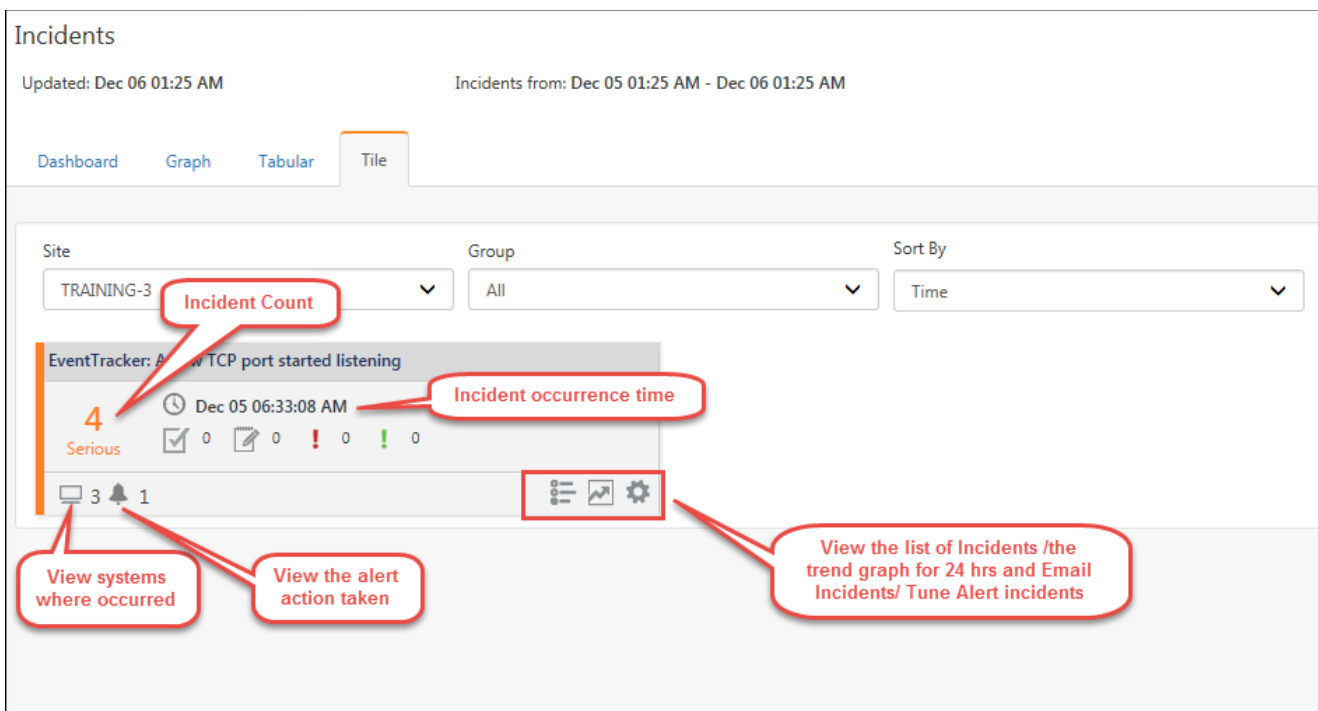 Incidents
Updated: Dec 06 01:25 AM
Incidents from: Dec 05 01:25 AM - Dec 06 01:25 AM
Dashboard
Graph
Tabular
Tile
Site
Group
Sort By
TRAINING-3
All
Time
Incident Count
EventTracker: A TCP port started listening
4
Serious
Dec 05 06:33:08 AM
Incident occurrence time
0 0 0 0
3 1
View systems
where occurred
View the alert
action taken
View the list of Incidents /the
trend graph for 24 hrs and Email
Incidents/ Tune Alert incidents